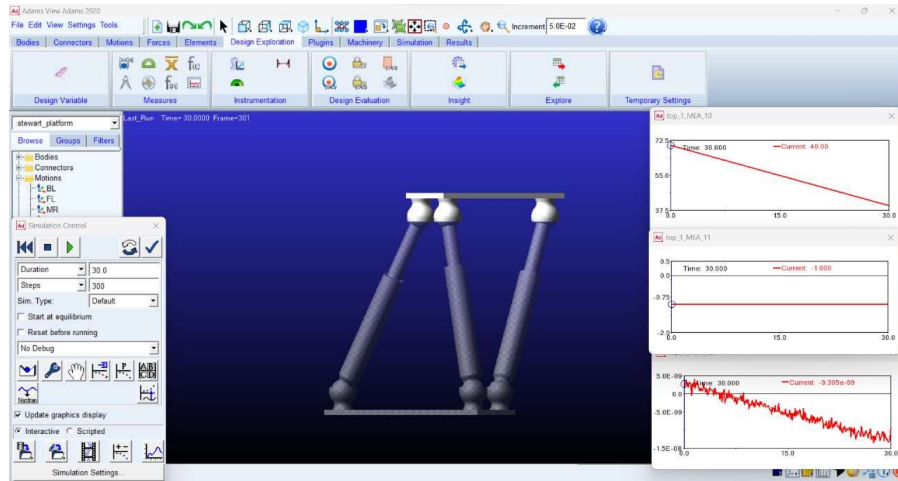 Adams View Adams 2020
File Edit View Settings Tools
Increment 5.0E-02
Bodies Connectors Motions Forces Elements Design Exploration Plugins Machinery Simulation Results
f(t)
f(x)
Design Variable Measures Instrumentation Design Evaluation Insight Explore Temporary Settings
.stewart_platform
Browse Groups Filters
Bodies
Connectors
Motions
BL
FL
MR
Last_Run Time= 30.0000 Frame=301
Simulation Control
Duration 30.0
Steps 300
Sim. Type: Default
Start at equilibrium
Reset before running
No Debug
Nastran
Update graphics display
Interactive Scripted
Simulation Settings...
top_1_MEA_10
72.5
Time: 30.000 Current: 40.00
55.0
37.5
0.0 15.0 30.0
top_1_MEA_11
0.5
Time: 30.000 Current: -1.000
0.0
-0.75
-2.0
0.0 15.0 30.0
5.0E-09
Time: 30.000 Current: -9.305e-09
0.0
-5.0E-09
-1.5E-08
0.0 15.0 30.0